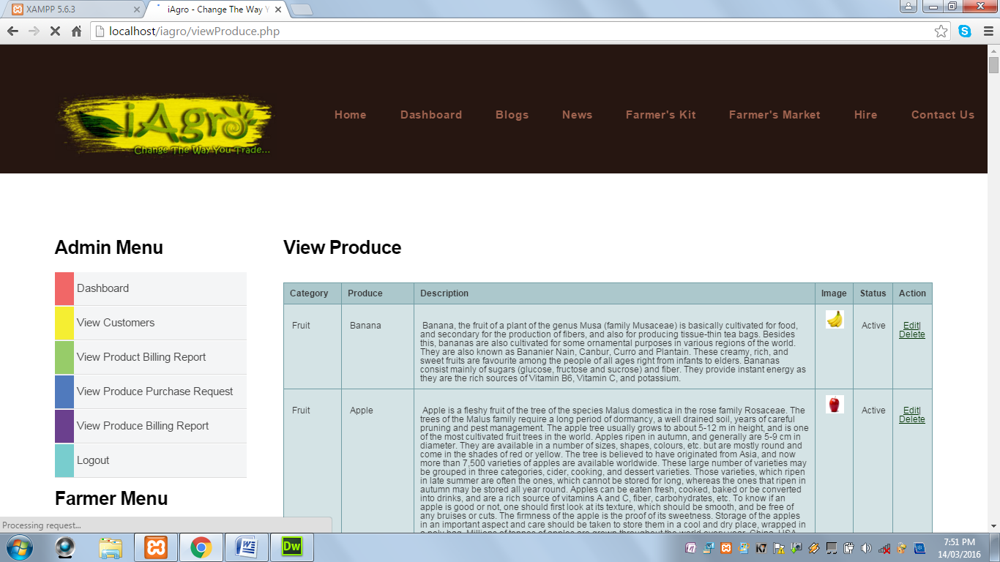 XAMPP 5.6.3
iAgro - Change The Way Y
localhost/iagro/viewProduce.php
iAgro
Change The Way You Trade...
Home
Dashboard
Blogs
News
Farmer's Kit
Farmer's Market
Hire
Contact Us
Admin Menu
Dashboard
View Customers
View Product Billing Report
View Produce Purchase Request
View Produce Billing Report
Logout
Farmer Menu
View Produce
Category Produce Description Image Status Action
Fruit
Banana
Banana, the fruit of a plant of the genus Musa (family Musaceae) is basically cultivated for food,
and secondary for the production of fibers, and also for producing tissue-thin tea bags. Besides
this, bananas are also cultivated for some ornamental purposes in various regions of the world.
They are also known as Bananier Nain, Canbur, Curro and Plantain. These creamy, rich, and
sweet fruits are favourite among the people of all ages right from infants to elders. Bananas
consist mainly of sugars (glucose, fructose and sucrose) and fiber. They provide instant energy as
they are the rich sources of Vitamin B6, Vitamin C, and potassium.
Active
Edit|
Delete
Fruit
Apple
Apple is a fleshy fruit of the tree of the species Malus domestica in the rose family Rosaceae. The
trees of the Malus family require a long period of dormancy, a well drained soil, years of careful
pruning and pest management. The apple tree usually grows to about 5-12 m in height, and is one
of the most cultivated fruit trees in the world. Apples ripen in autumn, and generally are 5-9 cm in
diameter. They are available in a number of sizes, shapes, colours, etc. but are mostly round and
come in the shades of red or yellow. The tree is believed to have originated from Asia, and now
more than 7,500 varieties of apples are available worldwide. These large number of varieties may
be grouped in three categories, cider, cooking, and dessert varieties. Those varieties, which ripen
in late summer are often the ones, which cannot be stored for long, whereas the ones that ripen in
autumn may be stored all year round. Apples can be eaten fresh, cooked, baked or be converted
into drinks, and are a rich source of vitamins A and C, fiber, carbohydrates, etc. To know if an
apple is good or not, one should first look at its texture, which should be smooth, and be free of
any bruises or cuts. The firmness of the apple is the proof of its sweetness. Storage of the apples
in an important aspect and care should be taken to store them in a cool and dry place, wrapped in
a poly bag. Millions of tonnes of apples are grown throughout the world every year. China, USA,
Active
Edit|
Delete
Processing request...
Dw
K7
7:51 PM
14/03/2016